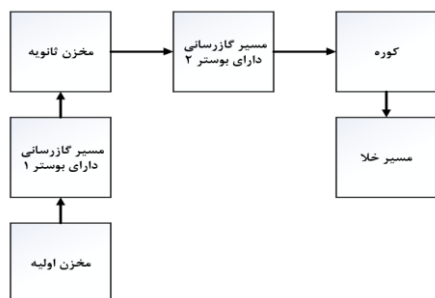 مخزن ثانویه
مسیر گازرسانی
دارای بوستر ۲
کوره
مسیر گازرسانی
دارای بوستر ۱
مسیر خلا
مخزن اولیه